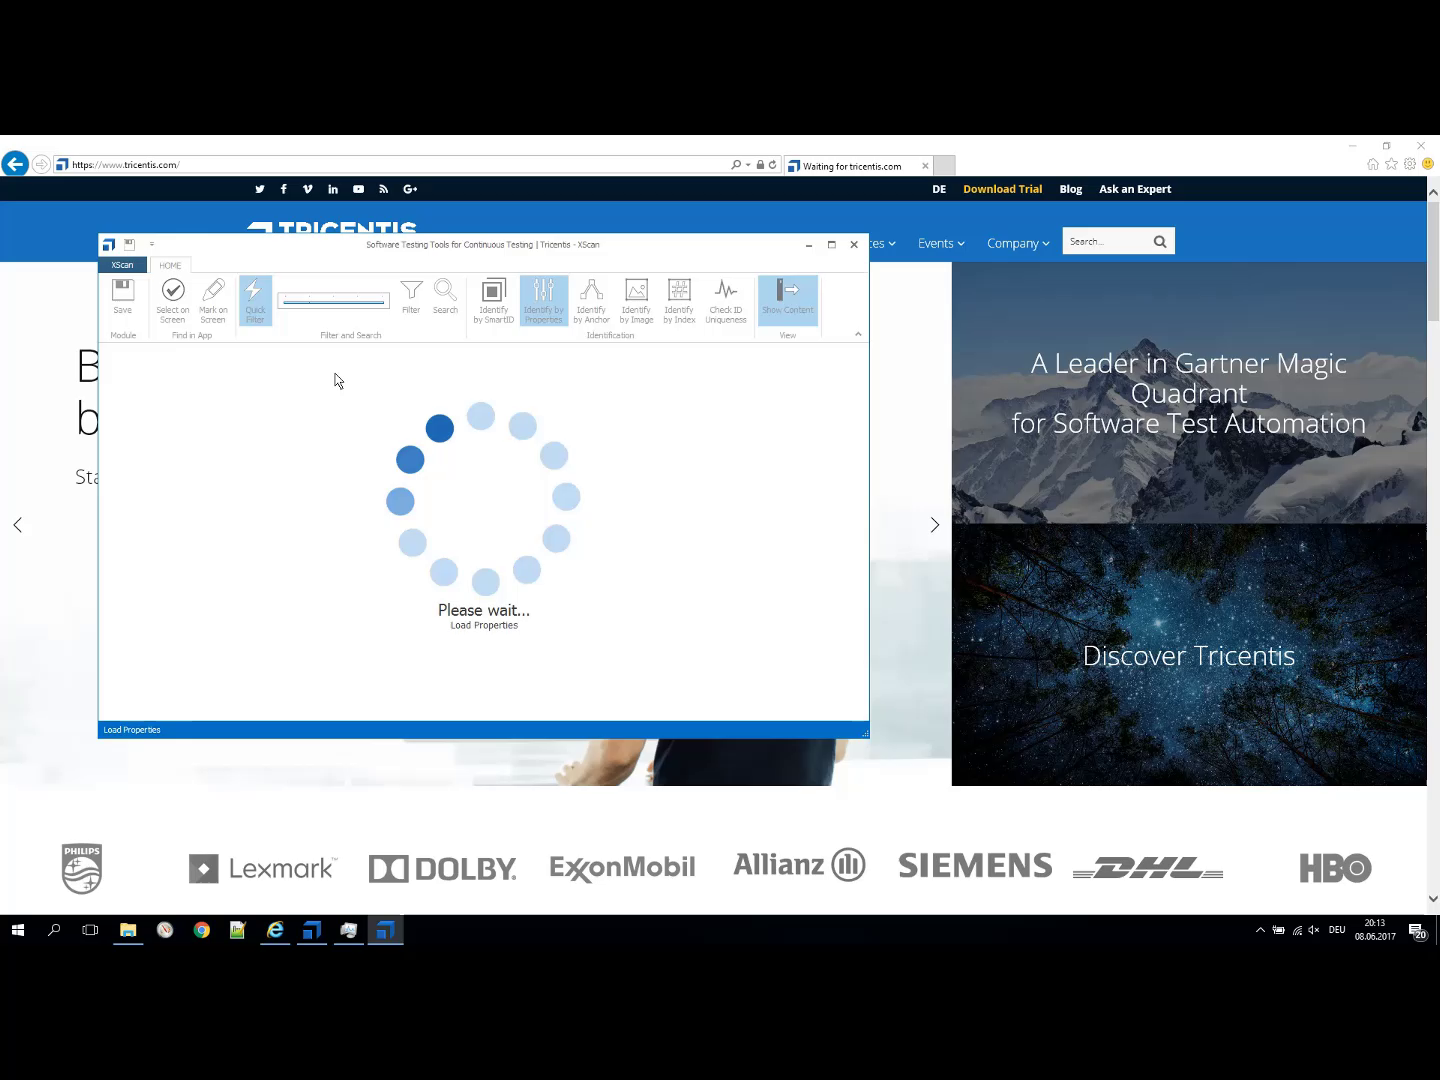 https://www.tricentis.com/
Waiting for tricentis.com
DE
Download Trial
Blog
Ask an Expert
TRICENTIS
Events
Company
Search...
Software Testing Tools for Continuous Testing | Tricentis - XScan
XScan
HOME
Save
Select on
Screen
Mark on
Screen
Quick
Filter
Filter
Search
Identify
by SmartID
Identify by
Properties
Identify
by Anchor
Identify
by Image
Identify
by Index
Check ID
Uniqueness
Show Content
Module
Find in App
Filter and Search
Identification
View
A Leader in Gartner Magic
Quadrant
for Software Test Automation
Please wait...
Load Properties
Discover Tricentis
Load Properties
PHILIPS
Lexmark
DOLBY.
ExxonMobil
Allianz
SIEMENS
DHL
HBO
DEU
20:13
08.06.2017
20